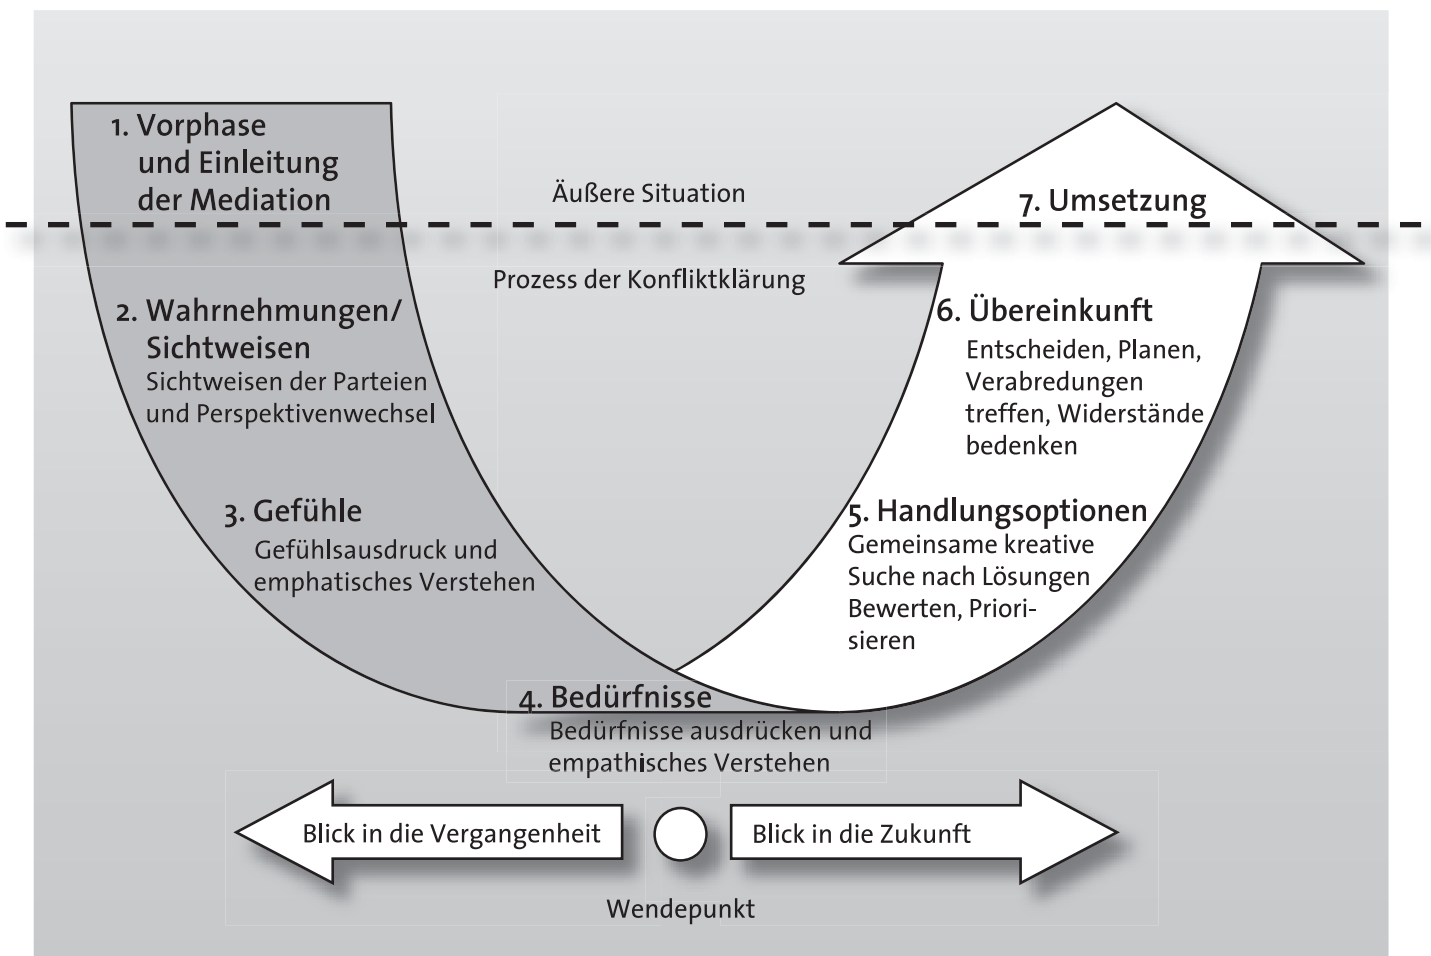 1. Vorphase
und Einleitung
der Mediation
Äußere Situation
7. Umsetzung
Prozess der Konfliktklärung
2. Wahrnehmungen/
Sichtweisen
Sichtweisen der Parteien
und Perspektivenwechsel
6. Übereinkunft
Entscheiden, Planen,
Verabredungen
treffen, Widerstände
bedenken
3. Gefühle
Gefühlsausdruck und
emphatisches Verstehen
5. Handlungsoptionen
Gemeinsame kreative
Suche nach Lösungen
Bewerten, Priori-
sieren
4. Bedürfnisse
Bedürfnisse ausdrücken und
empathisches Verstehen
Blick in die Vergangenheit
Blick in die Zukunft
Wendepunkt